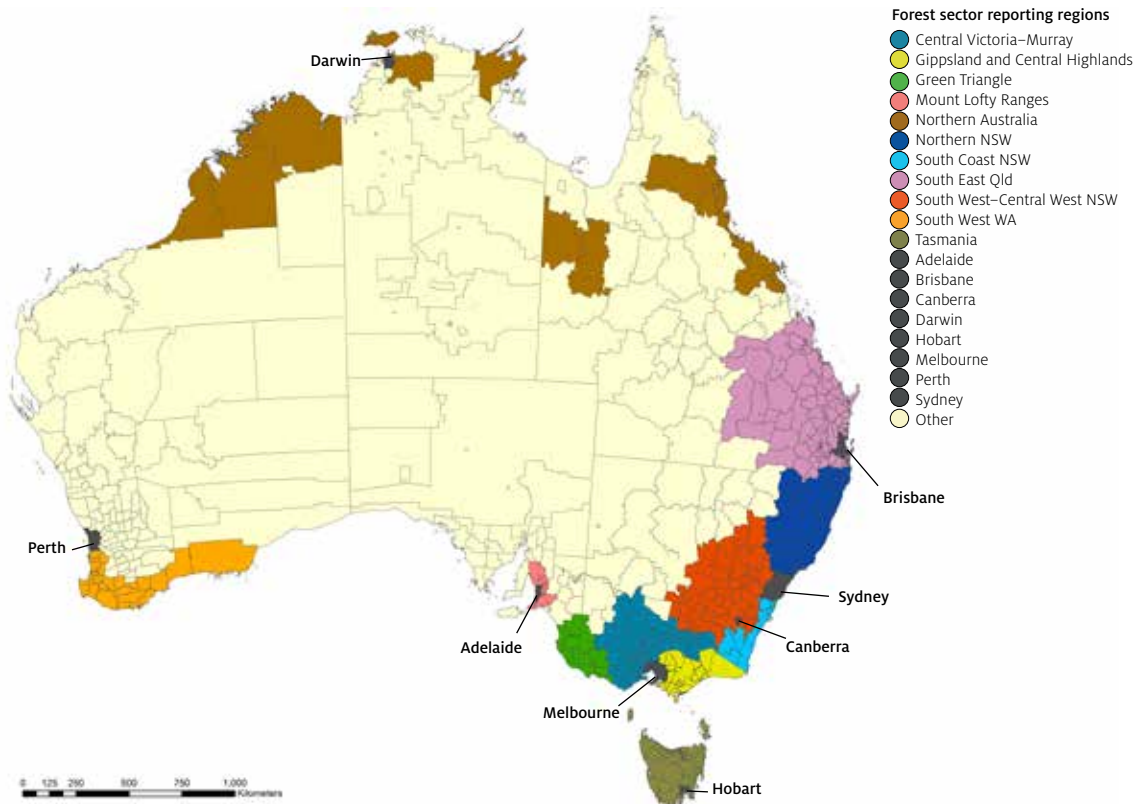 Forest sector reporting regions
Central Victoria–Murray
Gippsland and Central Highlands
Green Triangle
Mount Lofty Ranges
Northern Australia
Northern NSW
South Coast NSW
South East Qld
South West–Central West NSW
South West WA
Tasmania
Adelaide
Brisbane
Canberra
Darwin
Hobart
Melbourne
Perth
Sydney
Other
Darwin
Brisbane
Perth
Sydney
Adelaide
Canberra
Melbourne
Hobart
0 125 250 500 750 1,000
Kilometers